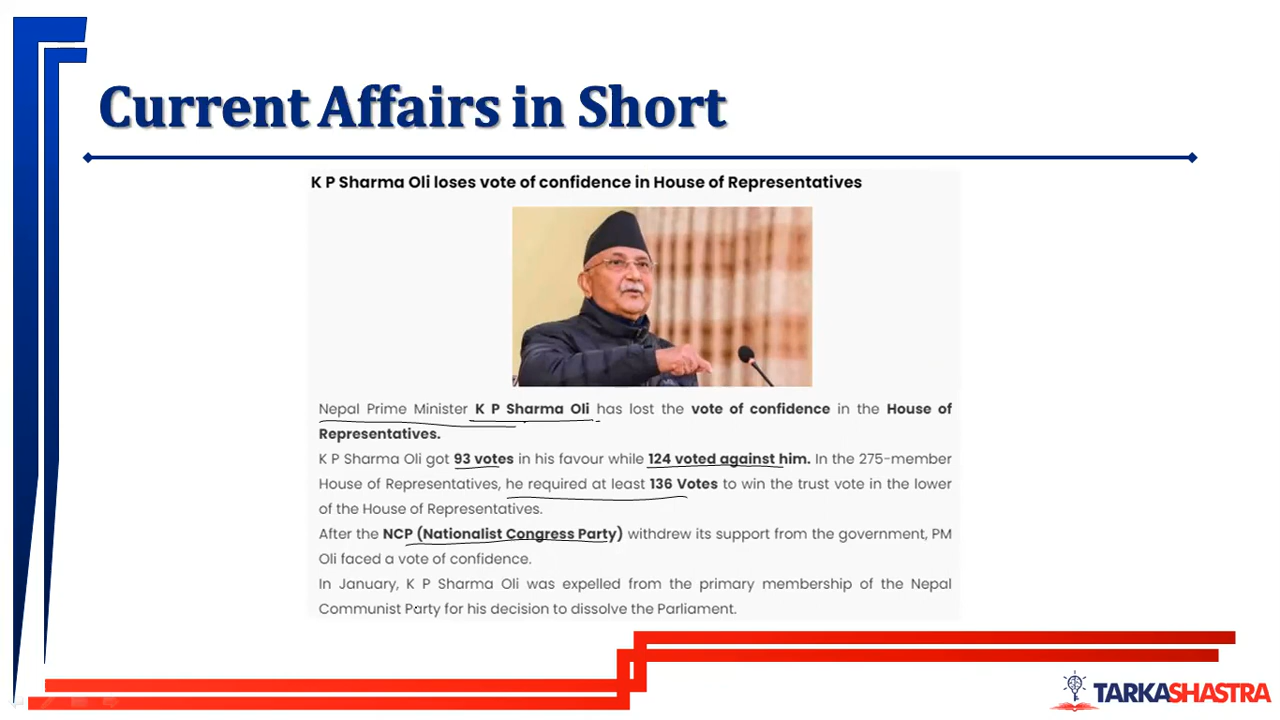 Current Affairs in Short
K P Sharma Oli loses vote of confidence in House of Representatives
Nepal Prime Minister K P Sharma Oli has lost the vote of confidence in the House of
Representatives.
K P Sharma Oli got 93 votes in his favour while 124 voted against him. In the 275-member
House of Representatives, he required at least 136 Votes to win the trust vote in the lower
of the House of Representatives.
After the NCP (Nationalist Congress Party) withdrew its support from the government, PM
Oli faced a vote of confidence.
In January, K P Sharma Oli was expelled from the primary membership of the Nepal
Communist Party for his decision to dissolve the Parliament.
TARKASHASTRA